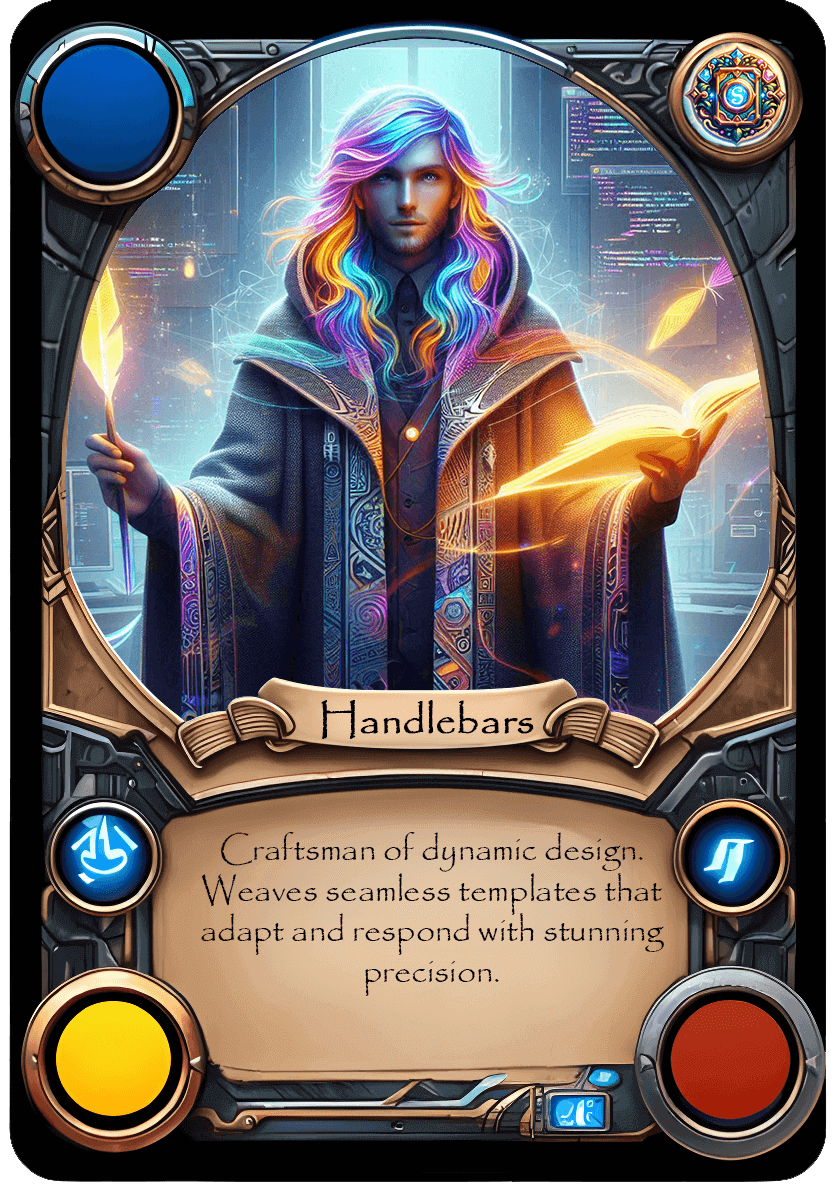 Handlebars
Craftsman of dynamic design.
Weaves seamless templates that
adapt and respond with stunning
precision.